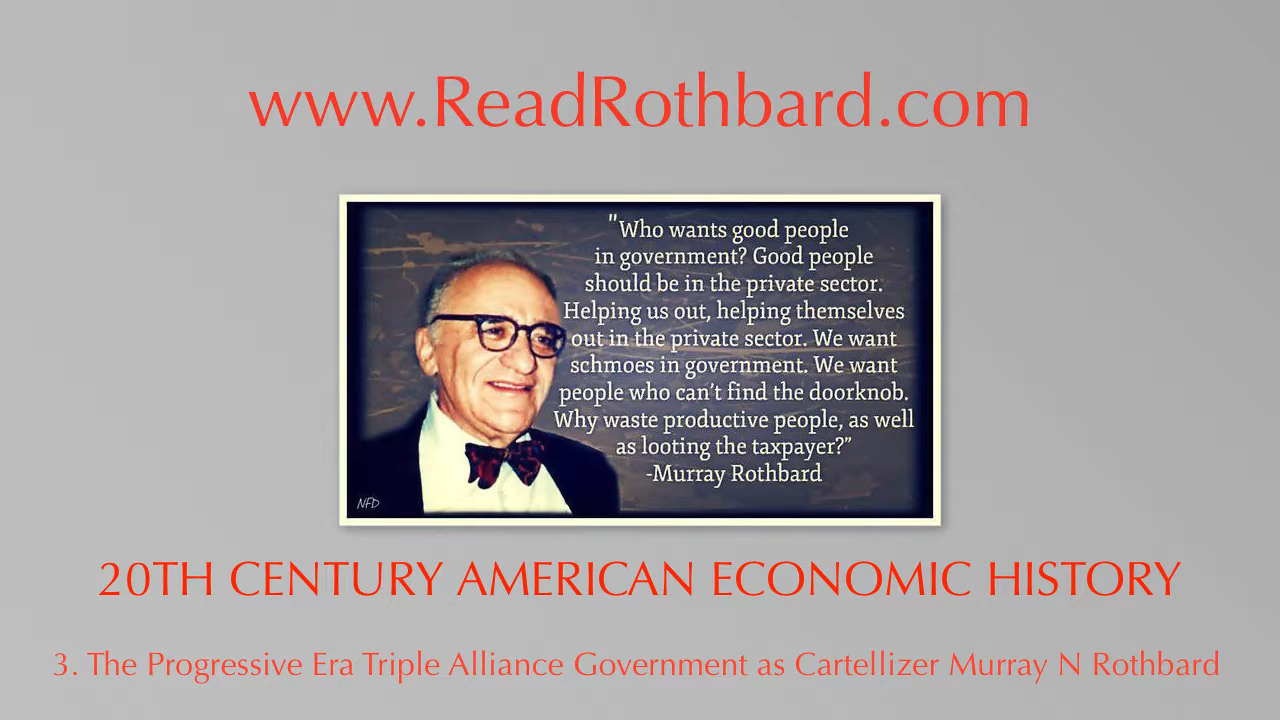 www.ReadRothbard.com
"Who wants good people
in government? Good people
should be in the private sector.
Helping us out, helping themselves
out in the private sector. We want
schmoes in government. We want
people who can't find the doorknob.
Why waste productive people, as well
as looting the taxpayer?"
-Murray Rothbard
NFD
20TH CENTURY AMERICAN ECONOMIC HISTORY
3. The Progressive Era Triple Alliance Government as Cartellizer Murray N Rothbard